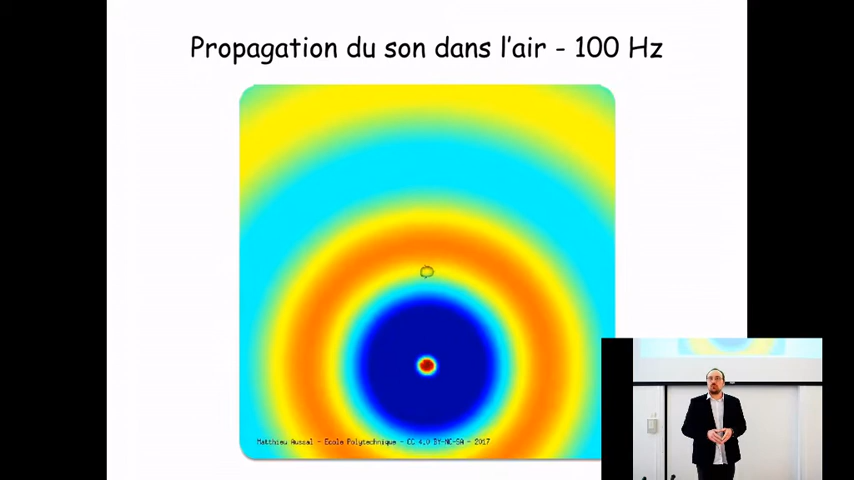 Propagation du son dans l'air - 100 Hz
Matthieu Aussal - Ecole Polytechnique - CC 4.0 BY-NC-SA - 2017